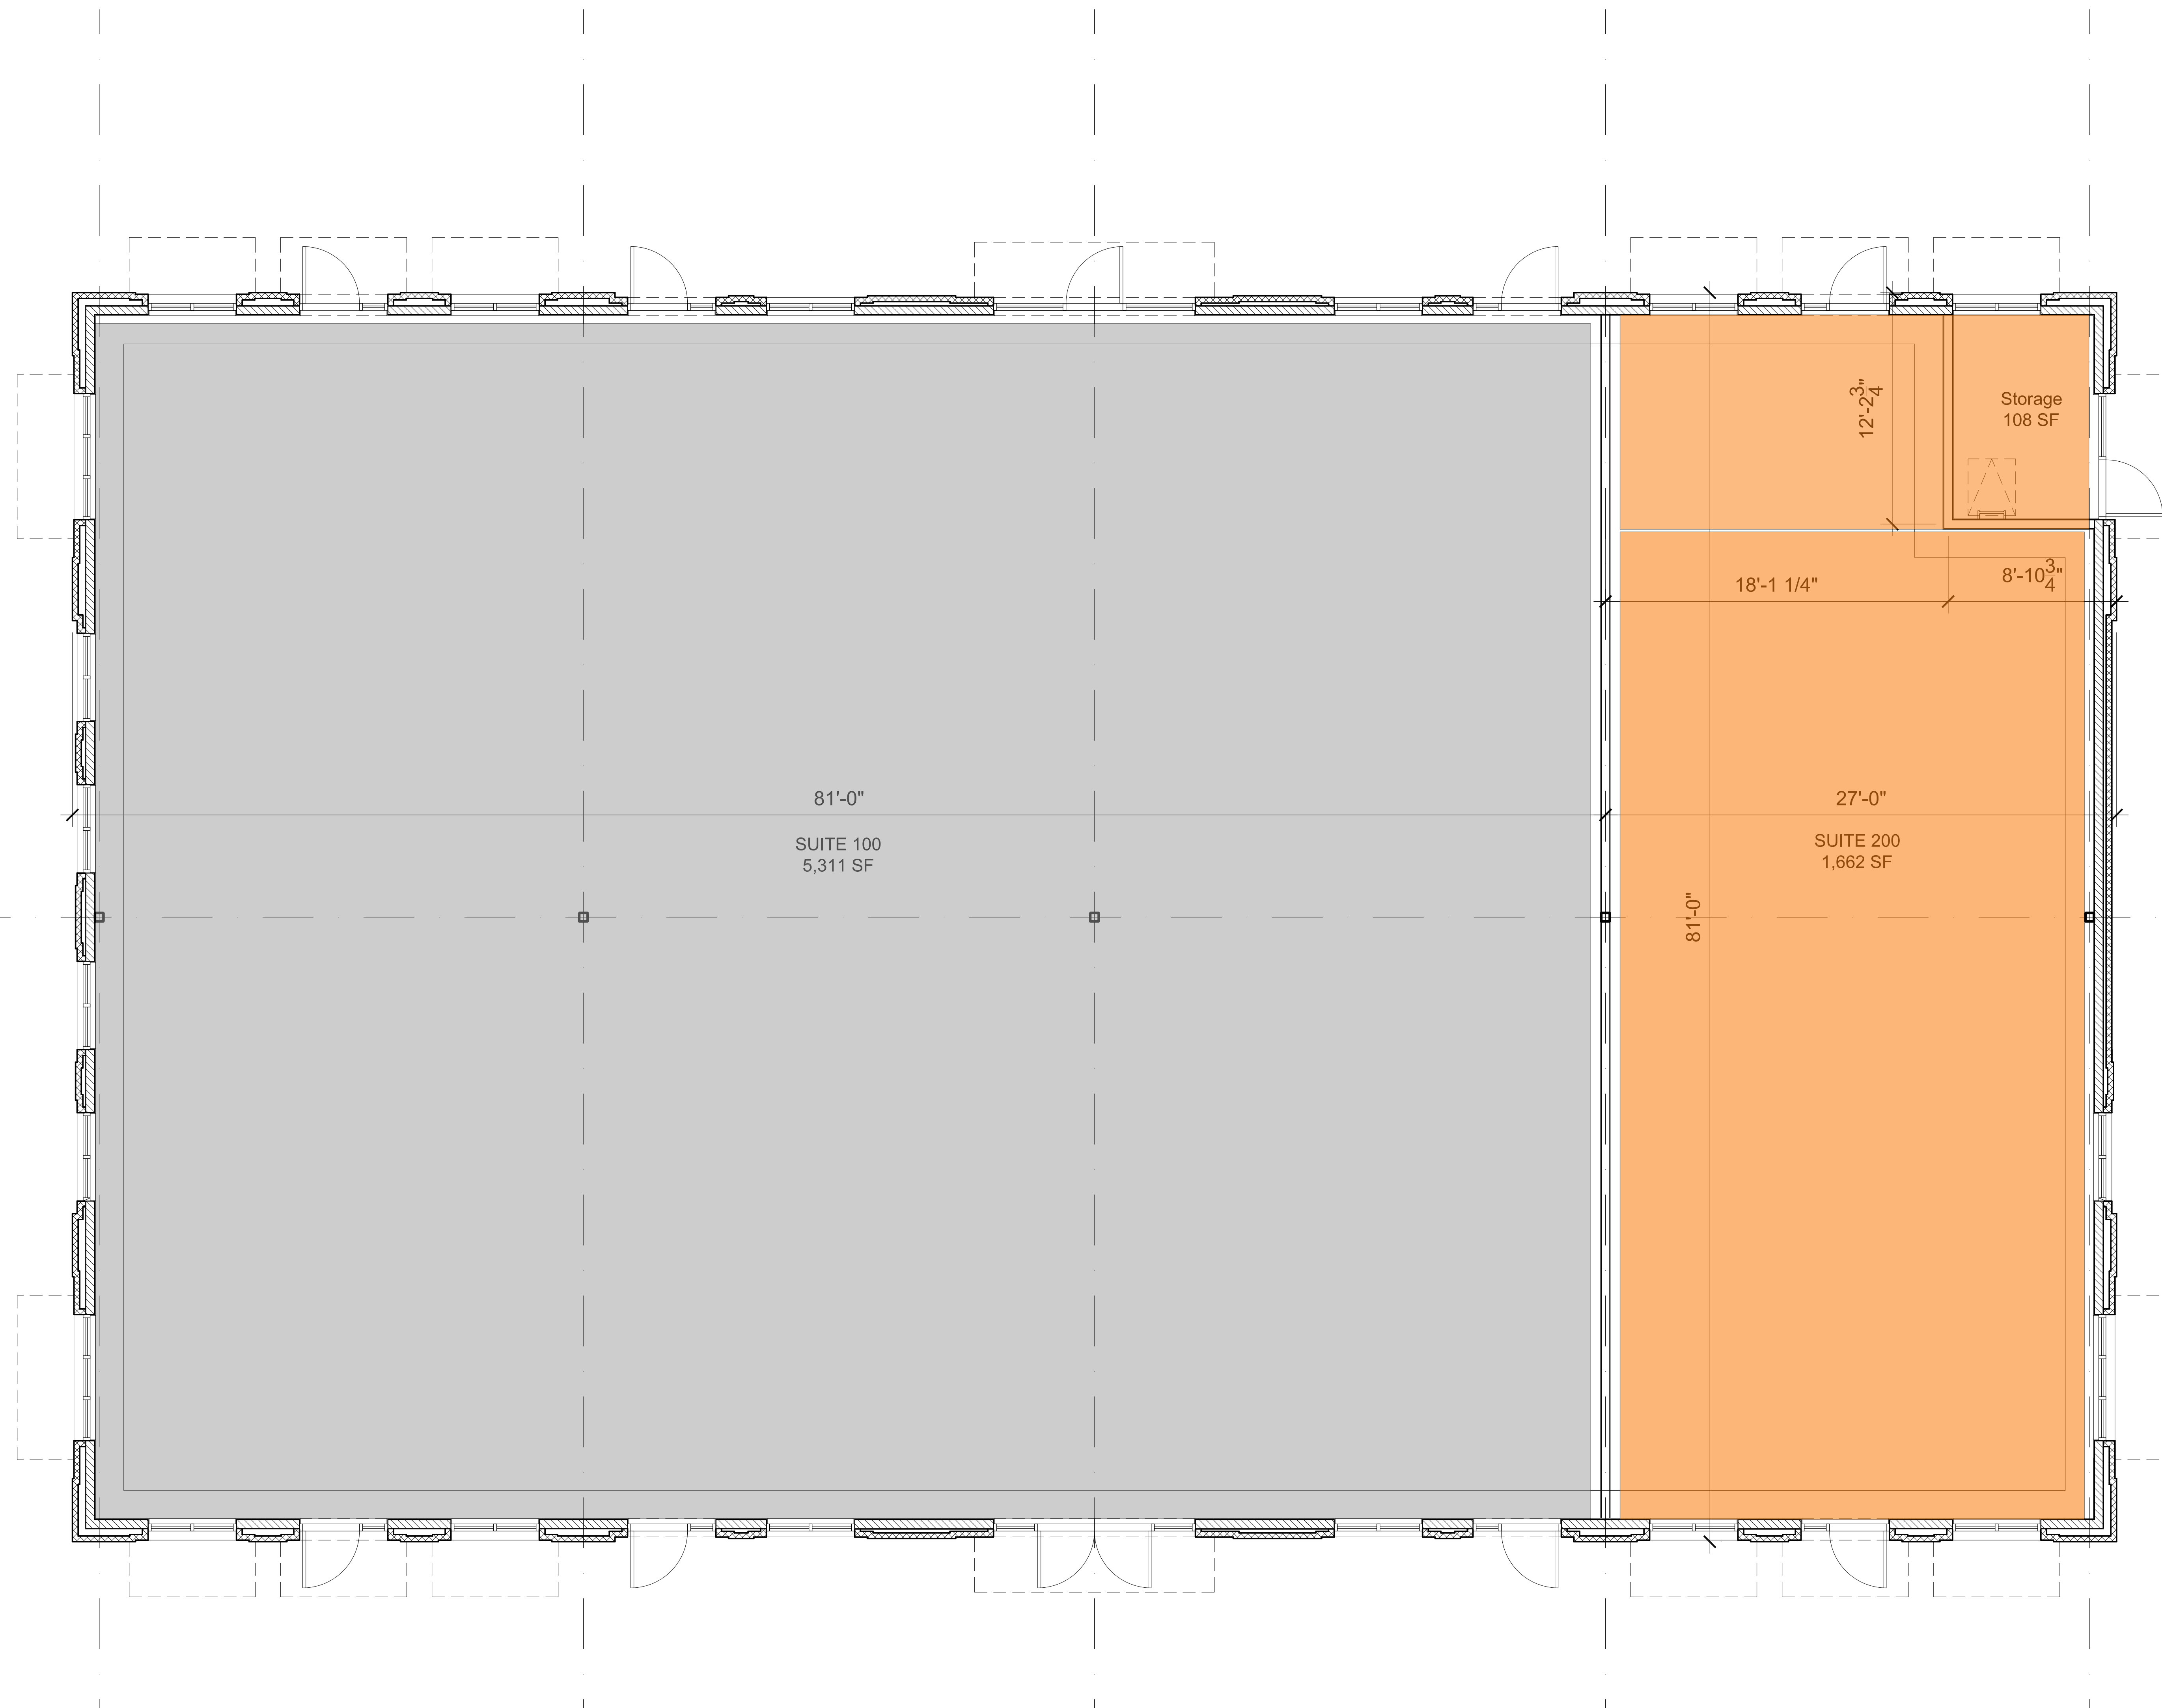 12'-2 3/4"
Storage
108 SF
18'-1 1/4"
8'-10 3/4"
81'-0"
27'-0"
SUITE 100
5,311 SF
SUITE 200
1,662 SF
81'-0"